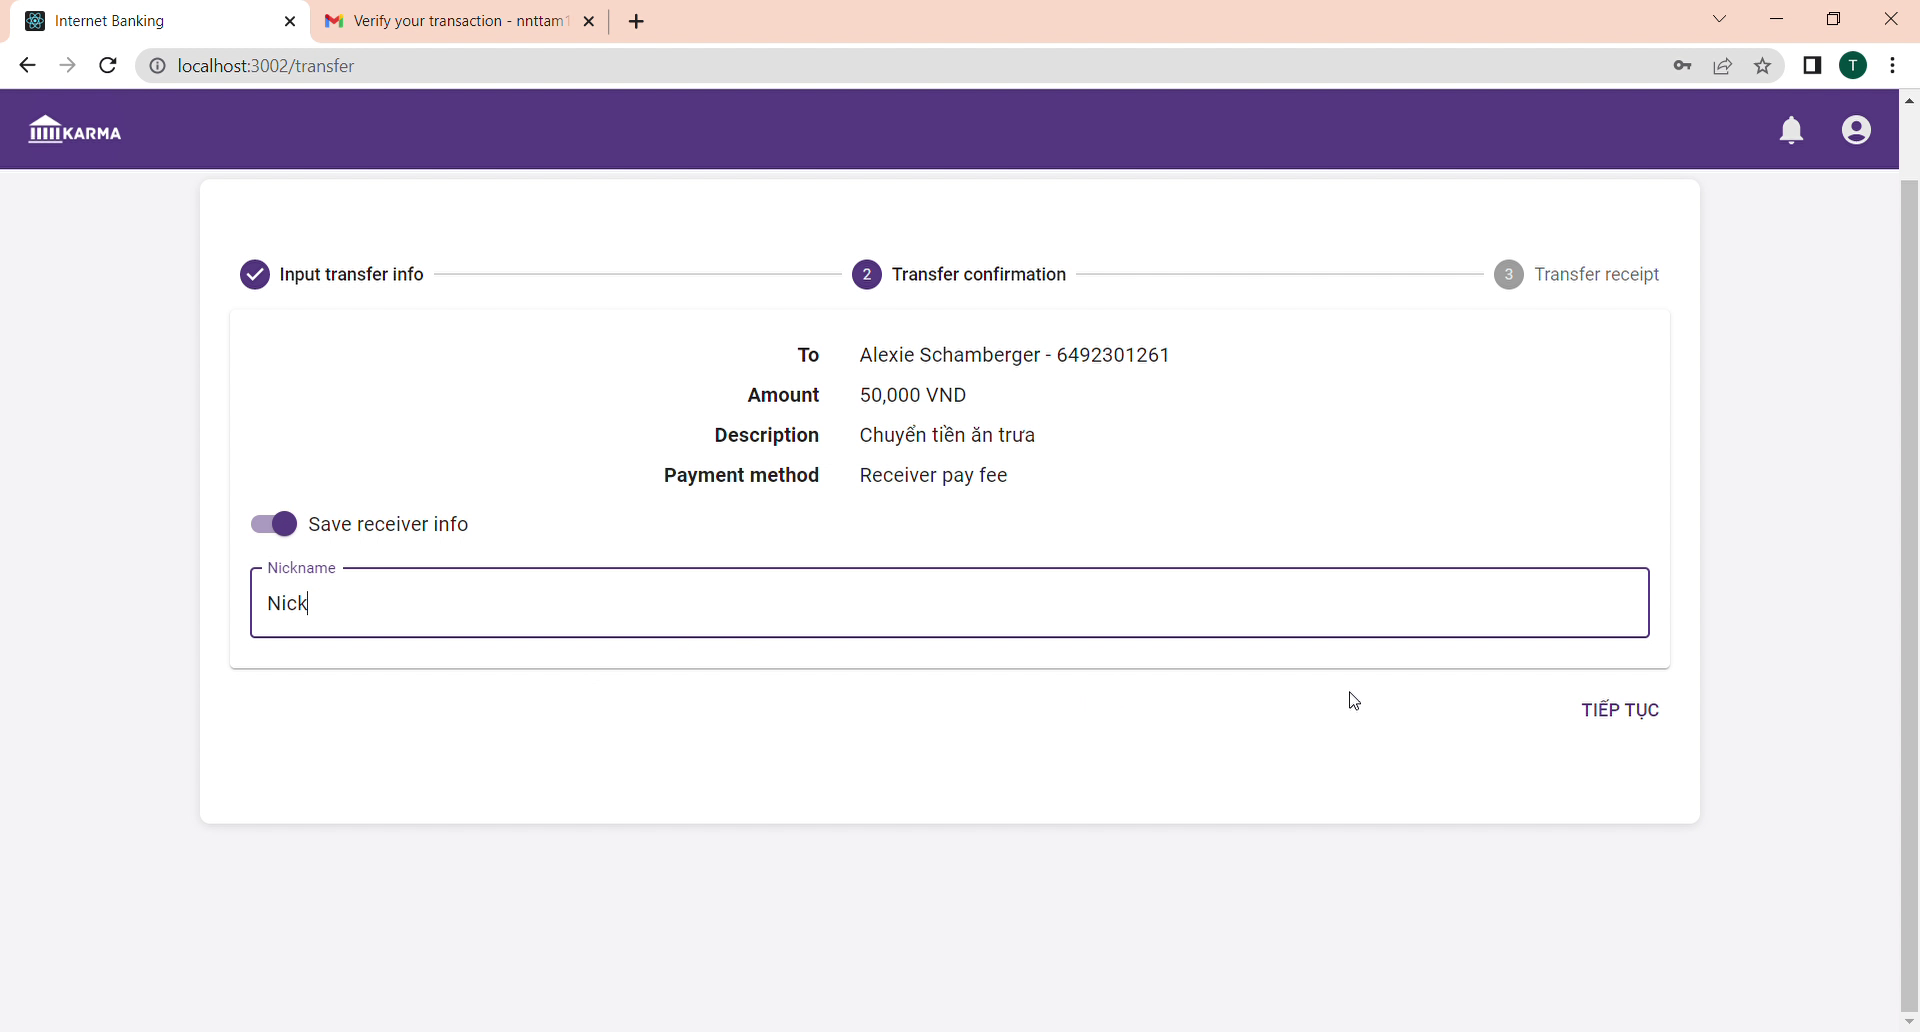 Internet Banking
Verify your transaction - nnttam1
localhost:3002/transfer
T
KARMA
Input transfer info
2
Transfer confirmation
3
Transfer receipt
To
Alexie Schamberger - 6492301261
Amount
50,000 VND
Description
Chuyển tiền ăn trưa
Payment method
Receiver pay fee
Save receiver info
Nickname
Nick
TIẾP TỤC